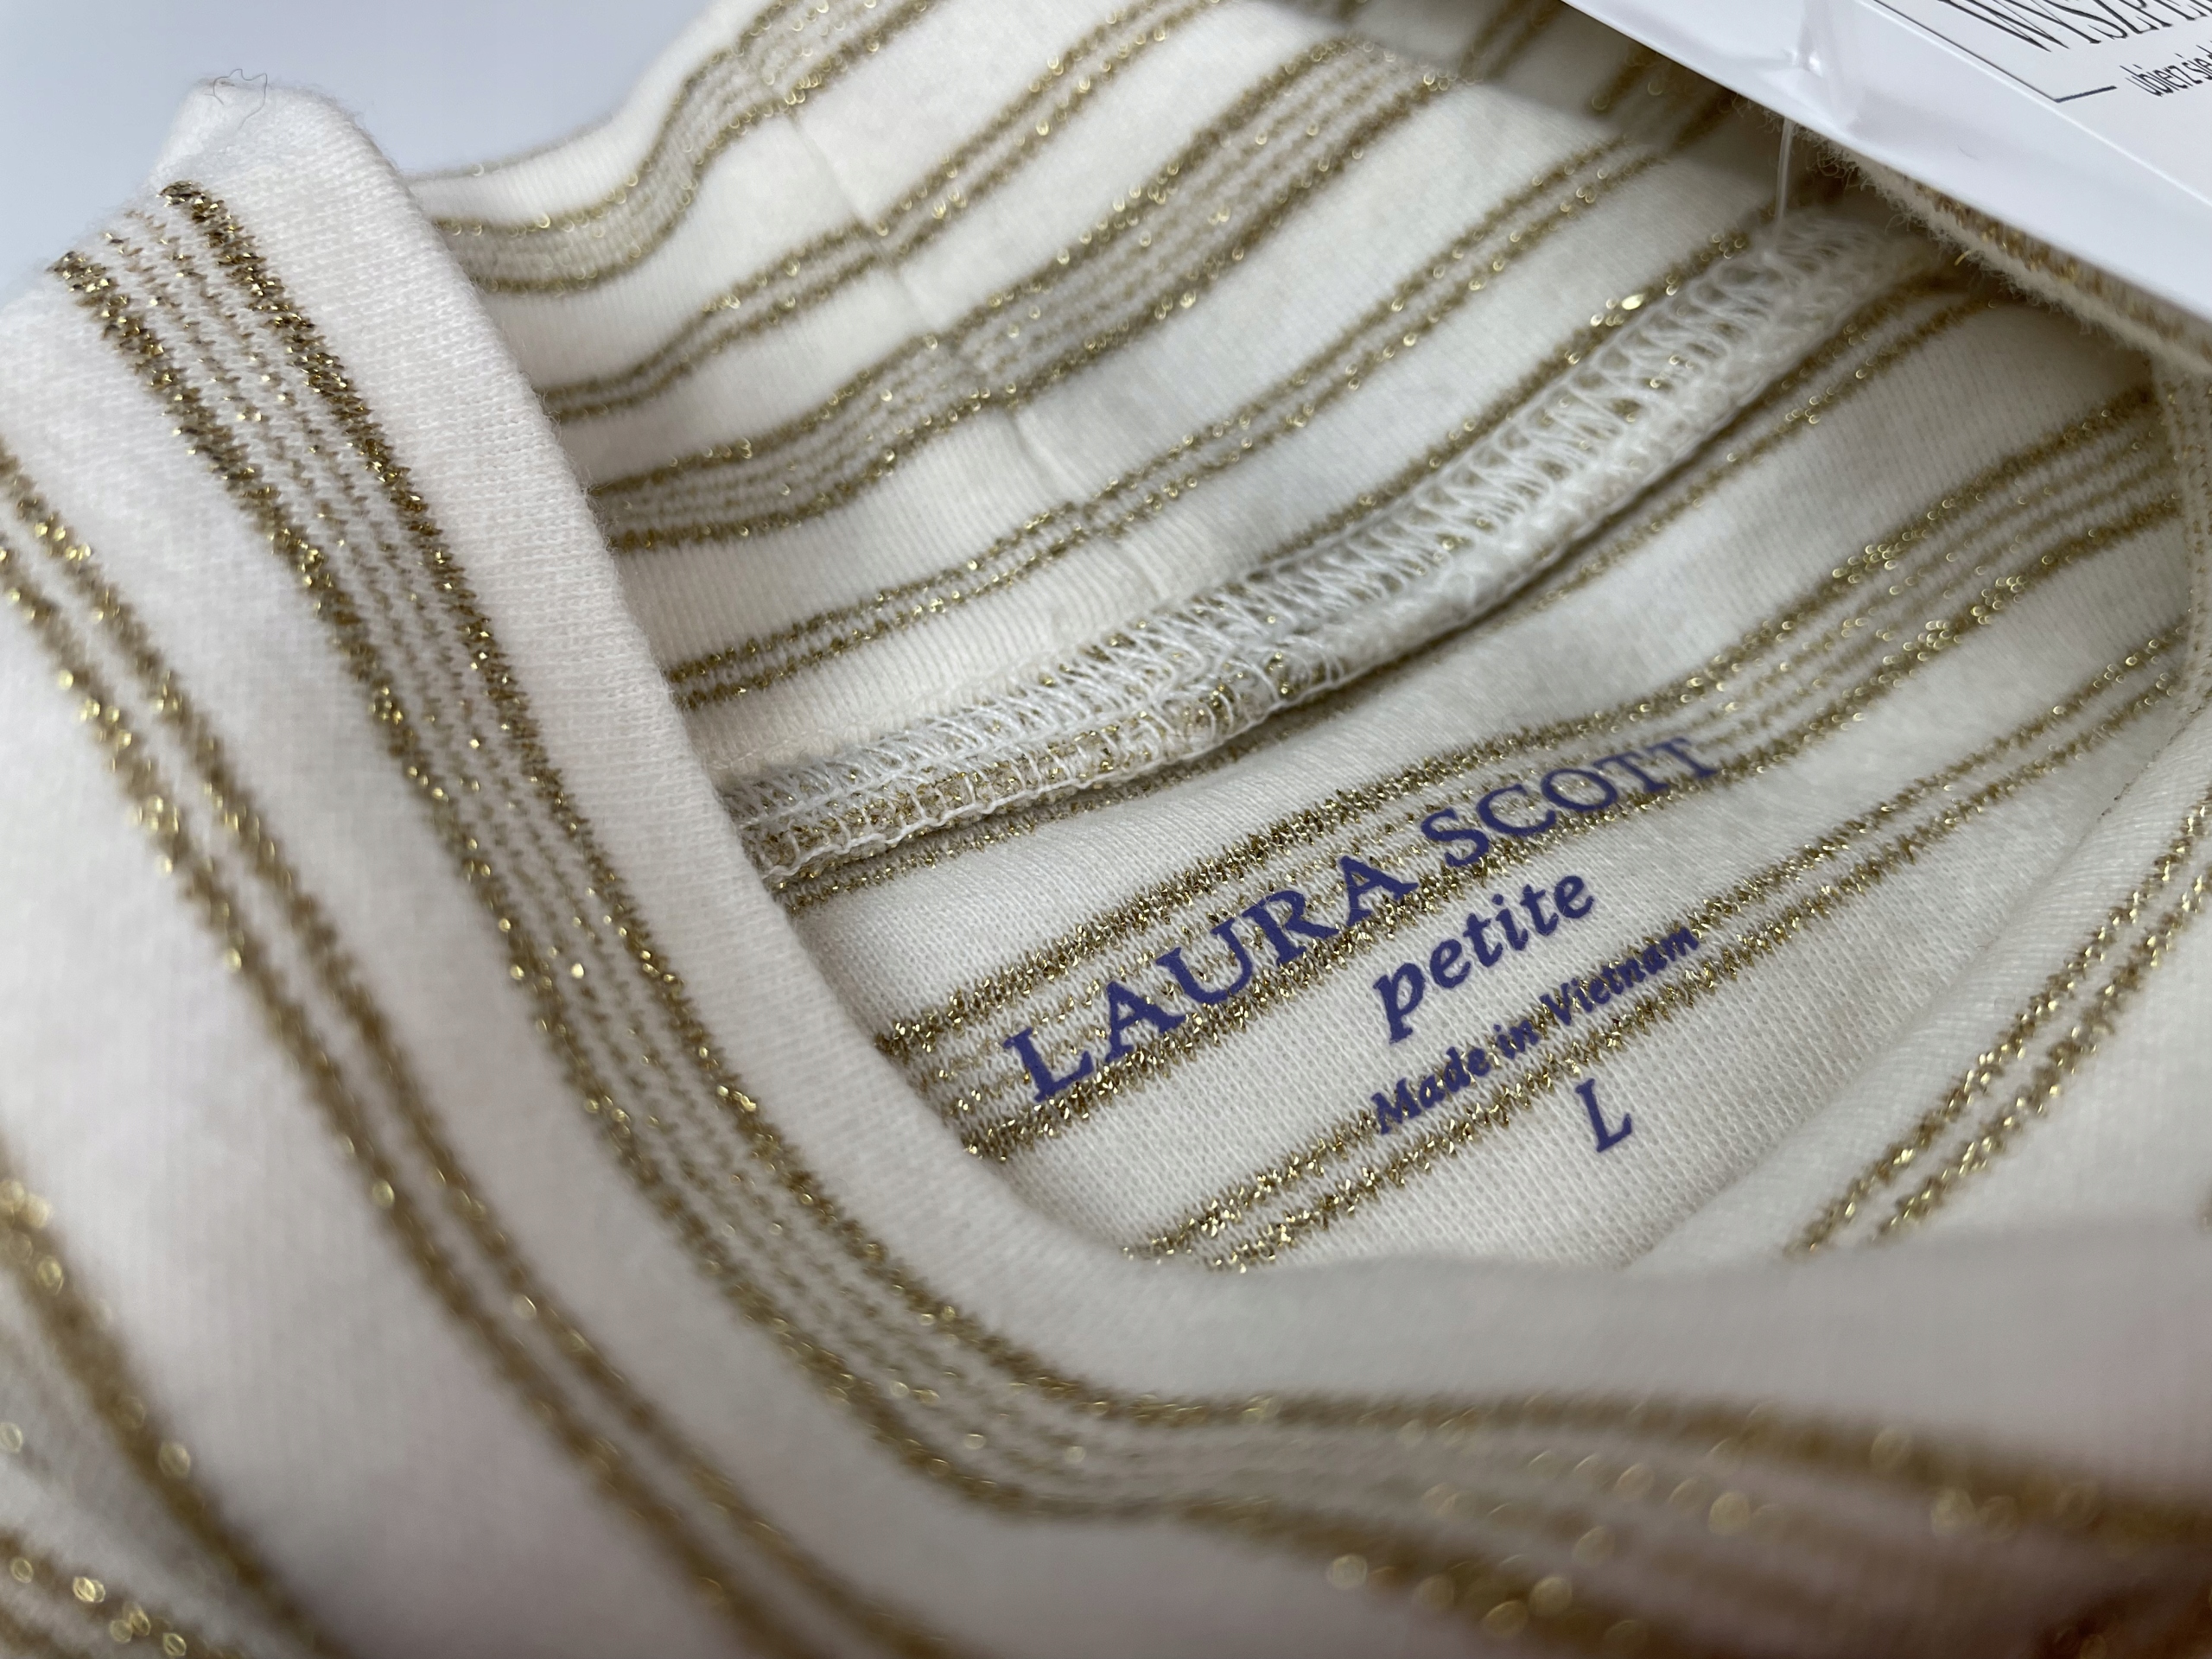 LAURA SCOTT
petite
Made in Vietnam
L